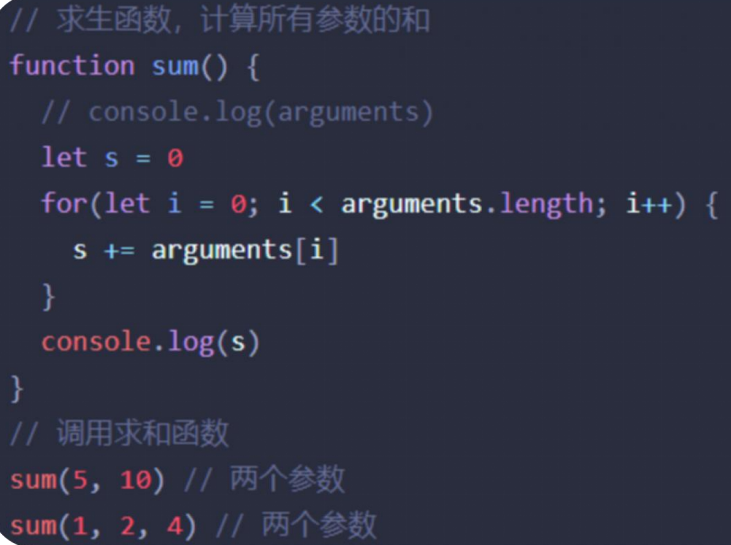 // 求生函数，计算所有参数的和
function sum() {
  // console.log(arguments)
  let s = 0
  for(let i = 0; i < arguments.length; i++) {
    s += arguments[i]
  }
  console.log(s)
}
// 调用求和函数
sum(5, 10) // 两个参数
sum(1, 2, 4) // 两个参数